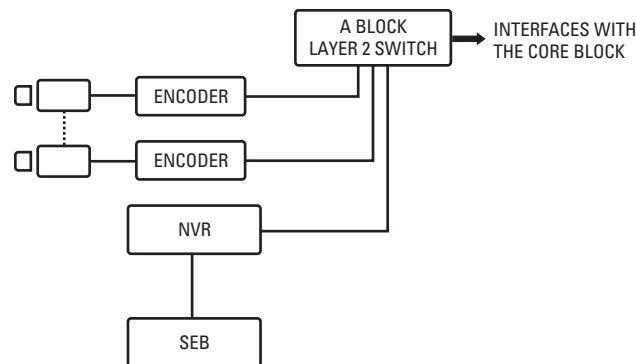 A BLOCK
LAYER 2 SWITCH
INTERFACES WITH
THE CORE BLOCK
ENCODER
ENCODER
NVR
SEB